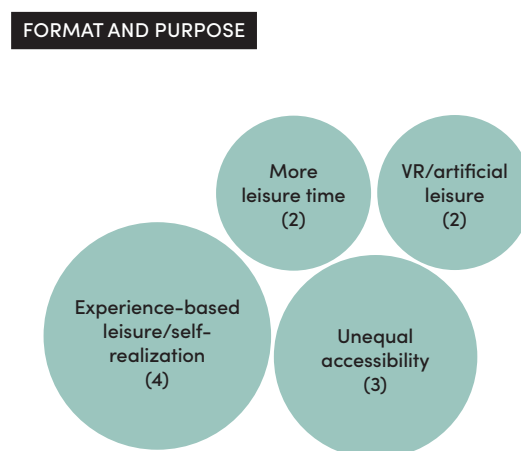 FORMAT AND PURPOSE
More
leisure time
(2)
VR/artificial
leisure
(2)
Experience-based
leisure/self-
realization
(4)
Unequal
accessibility
(3)